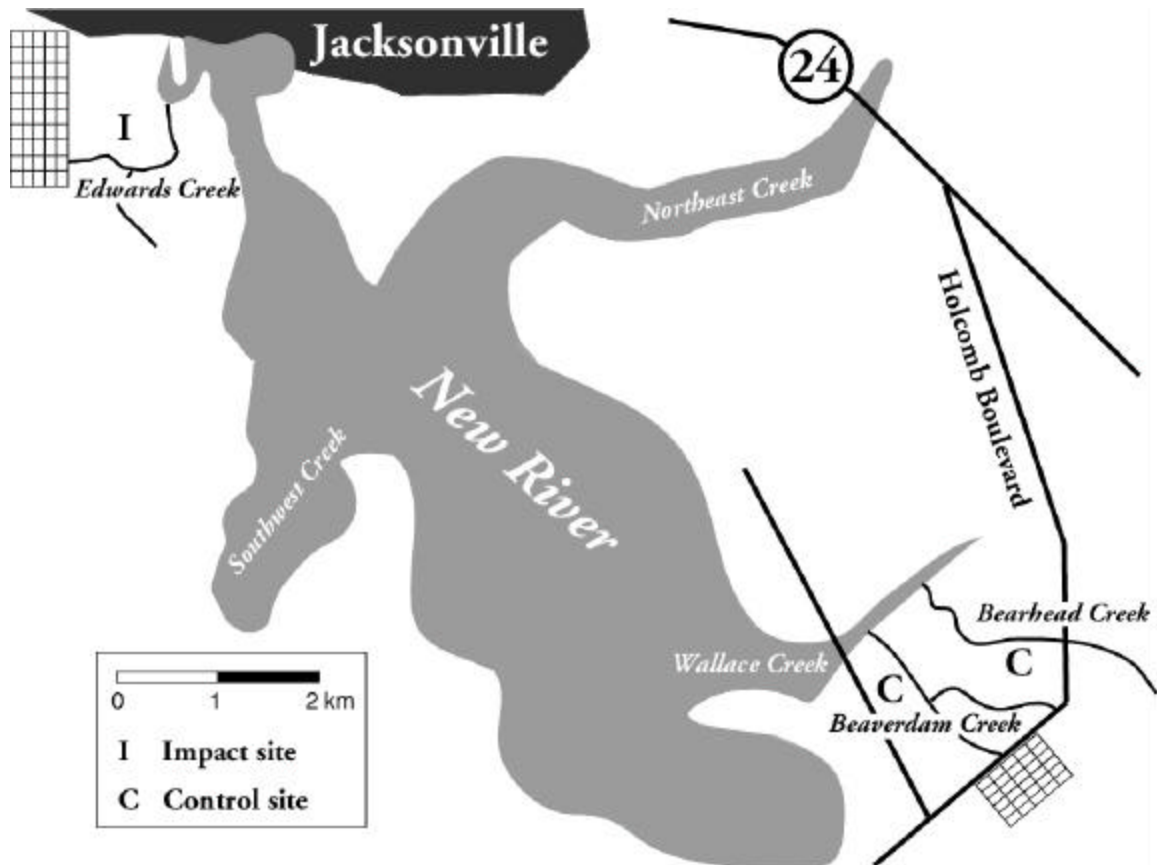 Jacksonville
24
I
Edwards Creek
Northeast Creek
Holcomb Boulevard
New River
Southwest Creek
Bearhead Creek
Wallace Creek
C
C
Beaverdam Creek
0 1 2 km
I Impact site
C Control site